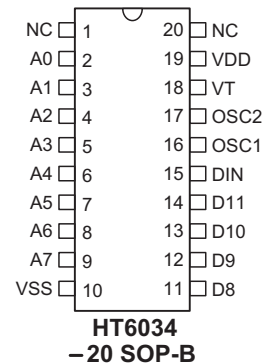 NC 1 20 NC
A0 2 19 VDD
A1 3 18 VT
A2 4 17 OSC2
A3 5 16 OSC1
A4 6 15 DIN
A5 7 14 D11
A6 8 13 D10
A7 9 12 D9
VSS 10 11 D8
HT6034
–20 SOP-B